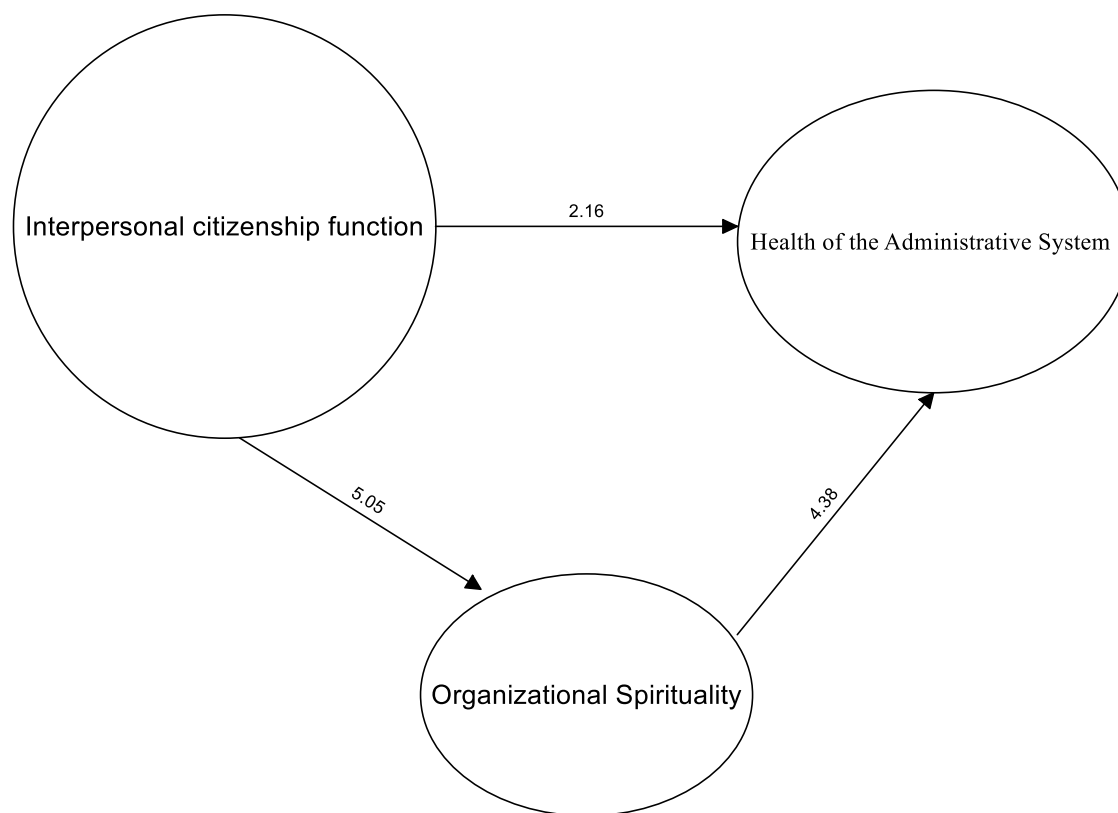 Interpersonal citizenship function
2.16
Health of the Administrative System
5.05
4.38
Organizational Spirituality